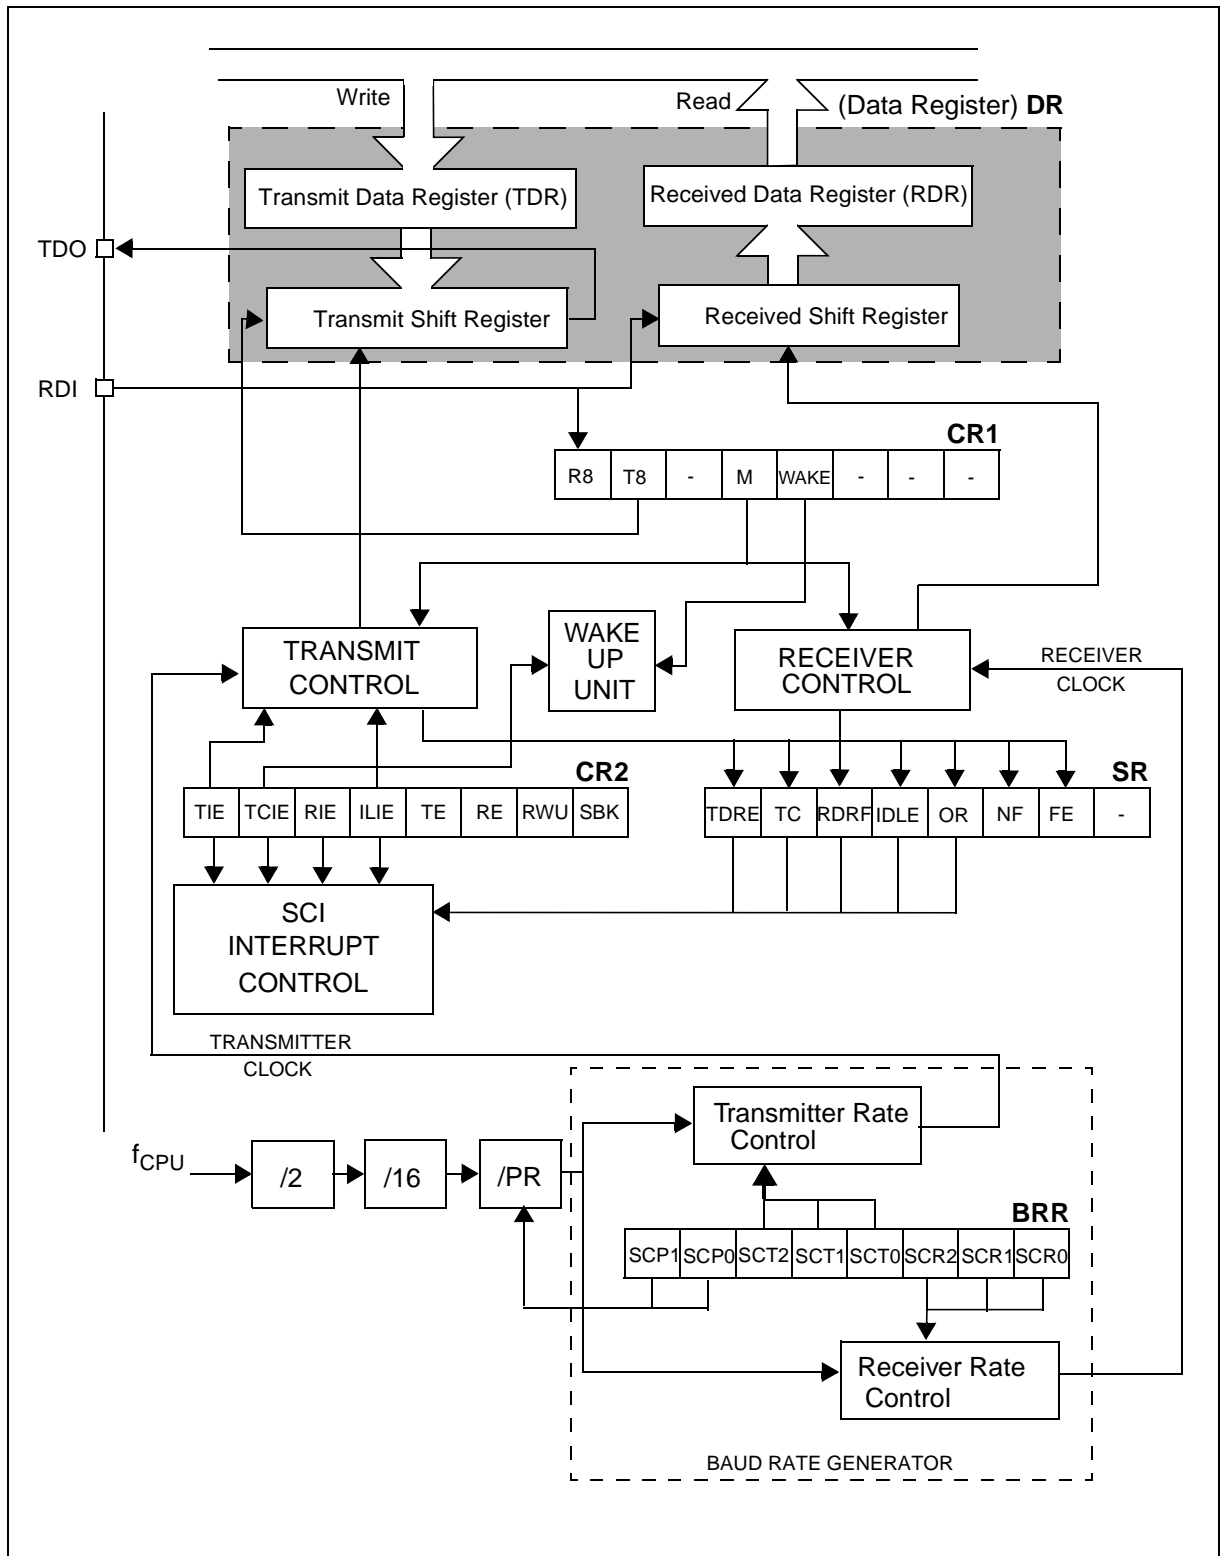 Write
Read
(Data Register) DR
Transmit Data Register (TDR)
Received Data Register (RDR)
TDO
Transmit Shift Register
Received Shift Register
RDI
CR1
R8 T8 - M WAKE - - -
TRANSMIT
CONTROL
WAKE
UP
UNIT
RECEIVER
CONTROL
RECEIVER
CLOCK
CR2
TIE TCIE RIE ILIE TE RE RWU SBK
SR
TDRE TC RDRF IDLE OR NF FE -
SCI
INTERRUPT
CONTROL
TRANSMITTER
CLOCK
Transmitter Rate
Control
fCPU
/2
/16
/PR
BRR
SCP1 SCP0 SCT2 SCT1 SCT0 SCR2 SCR1 SCR0
Receiver Rate
Control
BAUD RATE GENERATOR